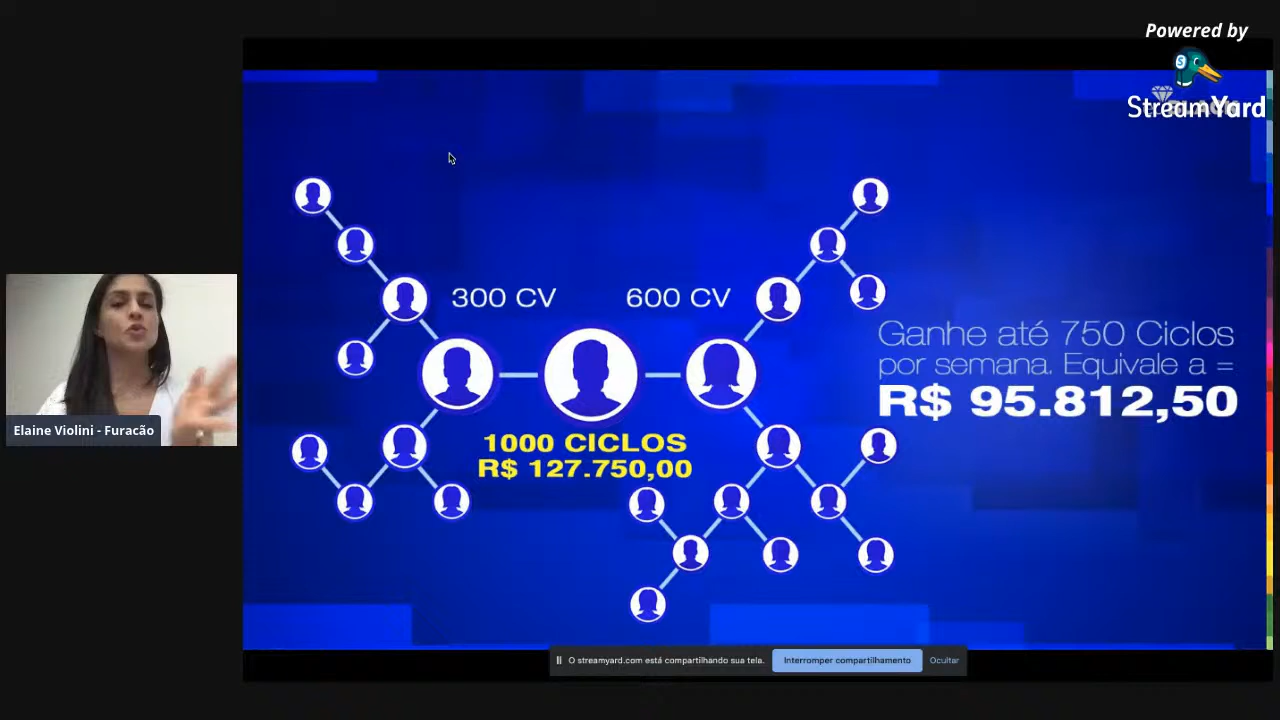 Powered by
StreamYard
300 CV
600 CV
Ganhe até 750 Ciclos
por semana. Equivale a =
R$ 95.812,50
1000 CICLOS
R$ 127.750,00
Elaine Violini - Furacão
O streamyard.com está compartilhando sua tela.
Interromper compartilhamento
Ocultar